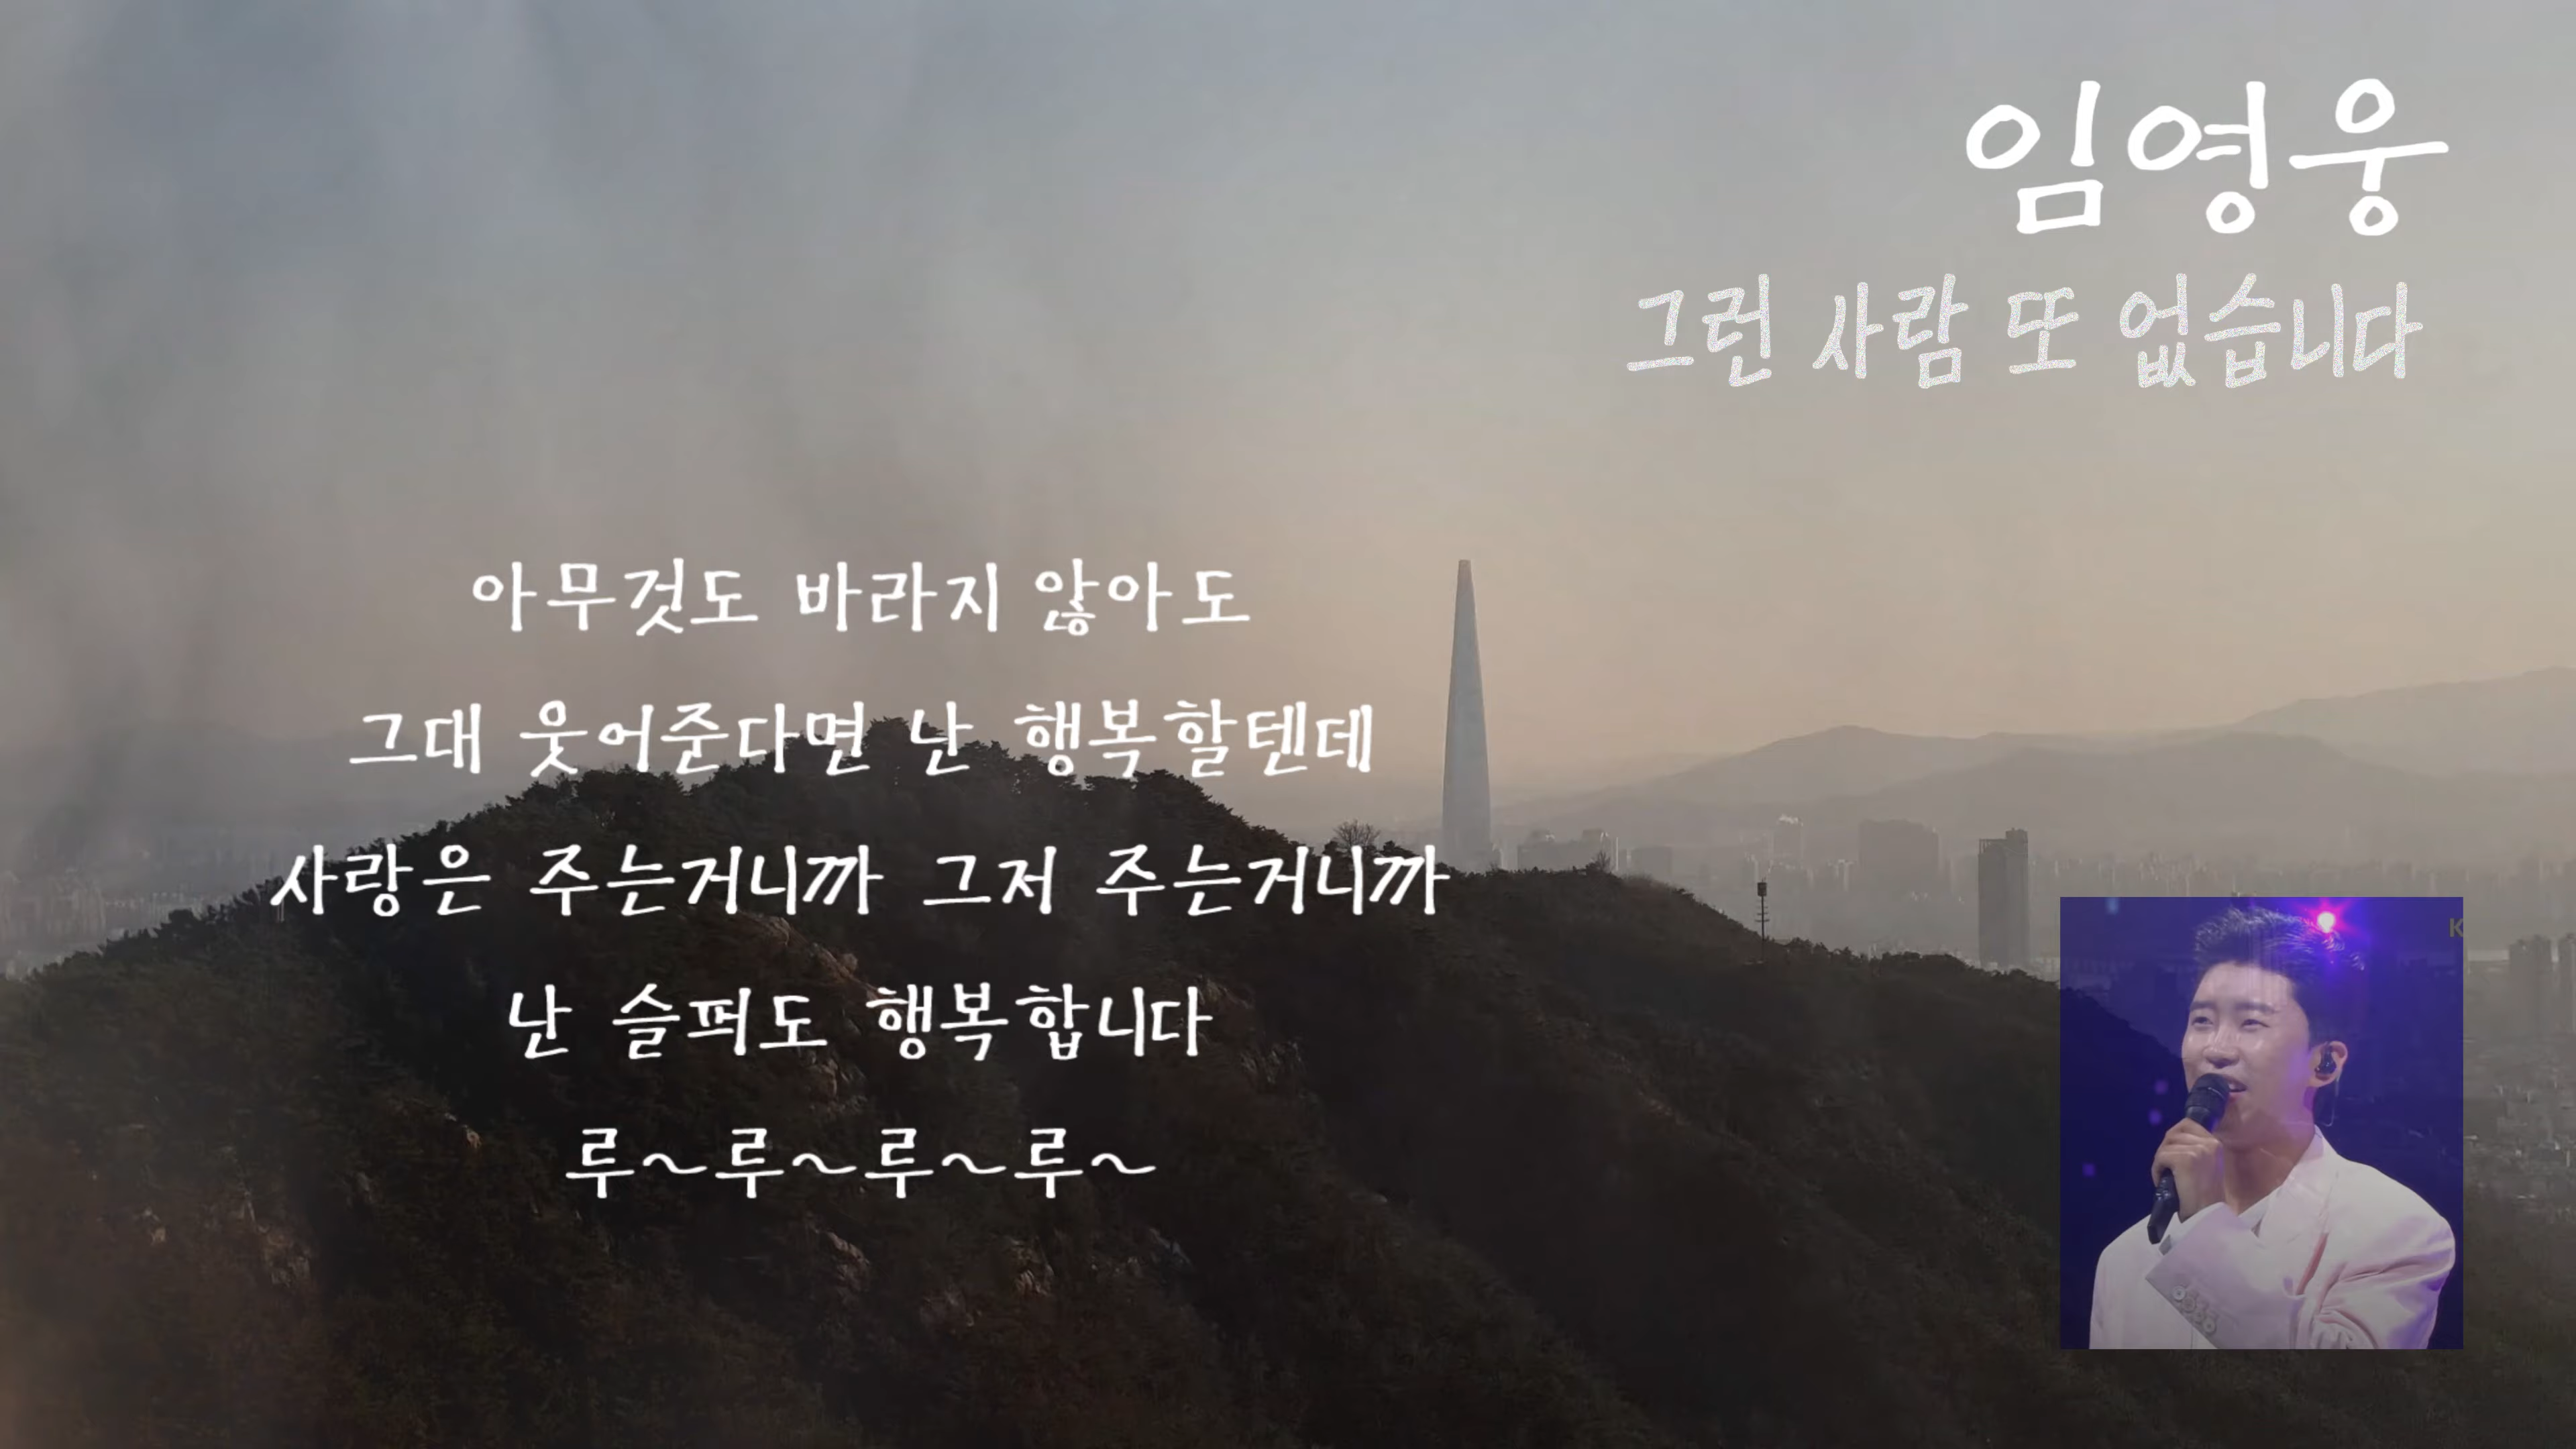 임영웅
그런 사람 또 없습니다
아무것도 바라지 않아도
그대 웃어준다면 난 행복할텐데
사랑은 주는거니까 그저 주는거니까
난 슬퍼도 행복합니다
루~루~루~루~
K